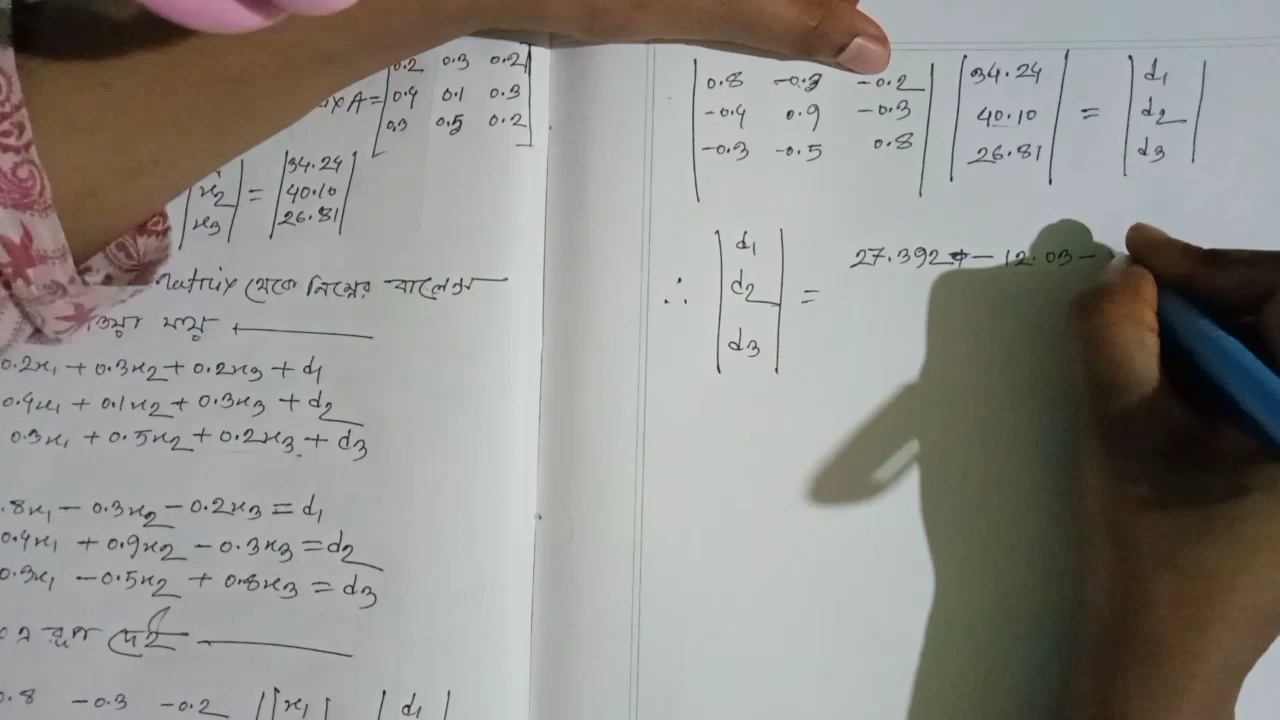 x A = 0.2 0.3 0.2
0.4 0.1 0.3
0.3 0.5 0.2
x2 = 34.24
40.10
x3 26.81
matrix থেকে নিম্নের
যায়
0.2x1 + 0.3x2 + 0.2x3 + d1
0.4x1 + 0.1x2 + 0.3x3 + d2
0.3x1 + 0.5x2 + 0.2x3 + d3
.8x1 − 0.3x2 − 0.2x3 = d1
0.4x1 + 0.9x2 − 0.3x3 = d2
0.3x1 − 0.5x2 + 0.8x3 = d3
রূপ দেই
0.8 −0.3 −0.2 x1 d1
0.8 −0.3 −0.2 34.24 d1
−0.4 0.9 −0.3 40.10 = d2
−0.3 −0.5 0.8 26.81 d3
d1 27.392 − 12.03 −
∴ d2 =
d3